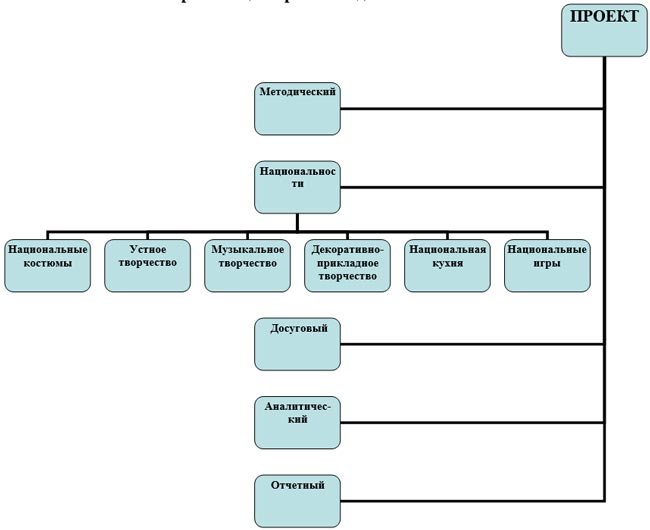 ПРОЕКТ
Методический
Национальнос
ти
Национальные
костюмы
Устное
творчество
Музыкальное
творчество
Декоративно-
прикладное
творчество
Национальная
кухня
Национальные
игры
Досуговый
Аналитичес-
кий
Отчетный